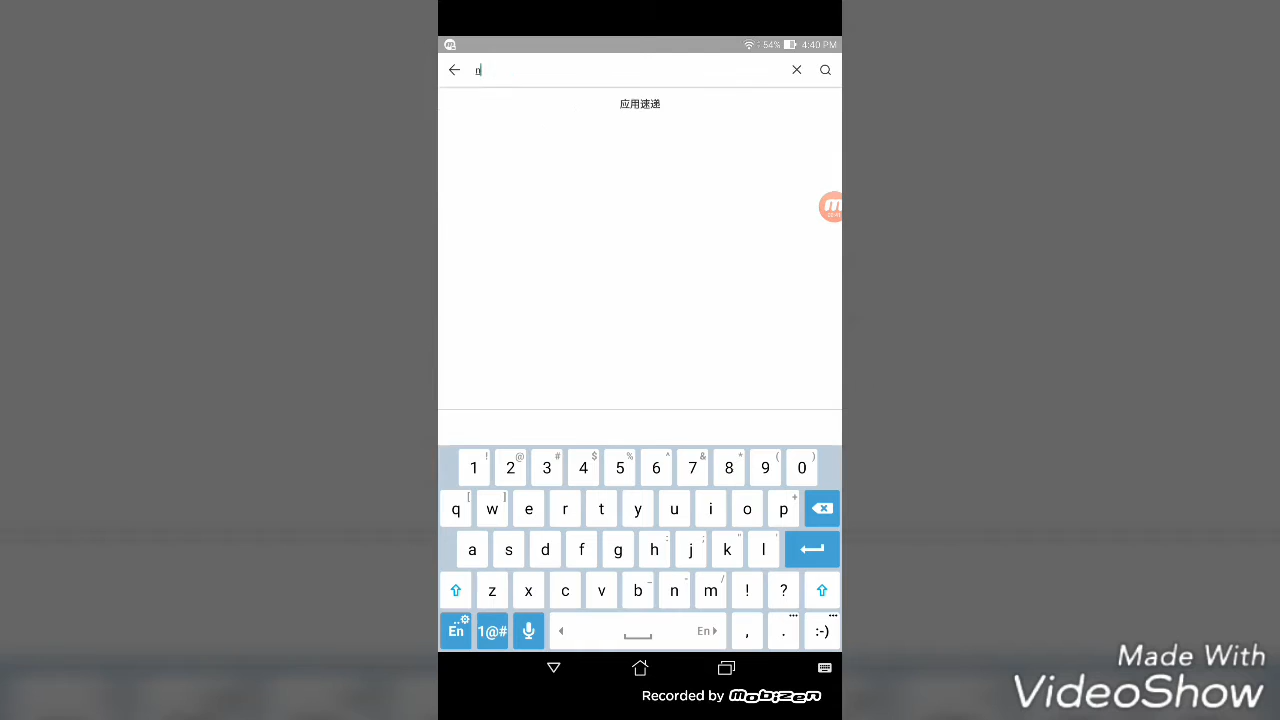 54% 4:40 PM
n
应用速递
! @ # $ % ^ & * ( )
1 2 3 4 5 6 7 8 9 0
[ ] +
q w e r t y u i o p
: ; " '
a s d f g h j k l
_ - /
z x c v b n m ! ?
En 1@# En , . :-)
Made With
VideoShow
Recorded by mobizen